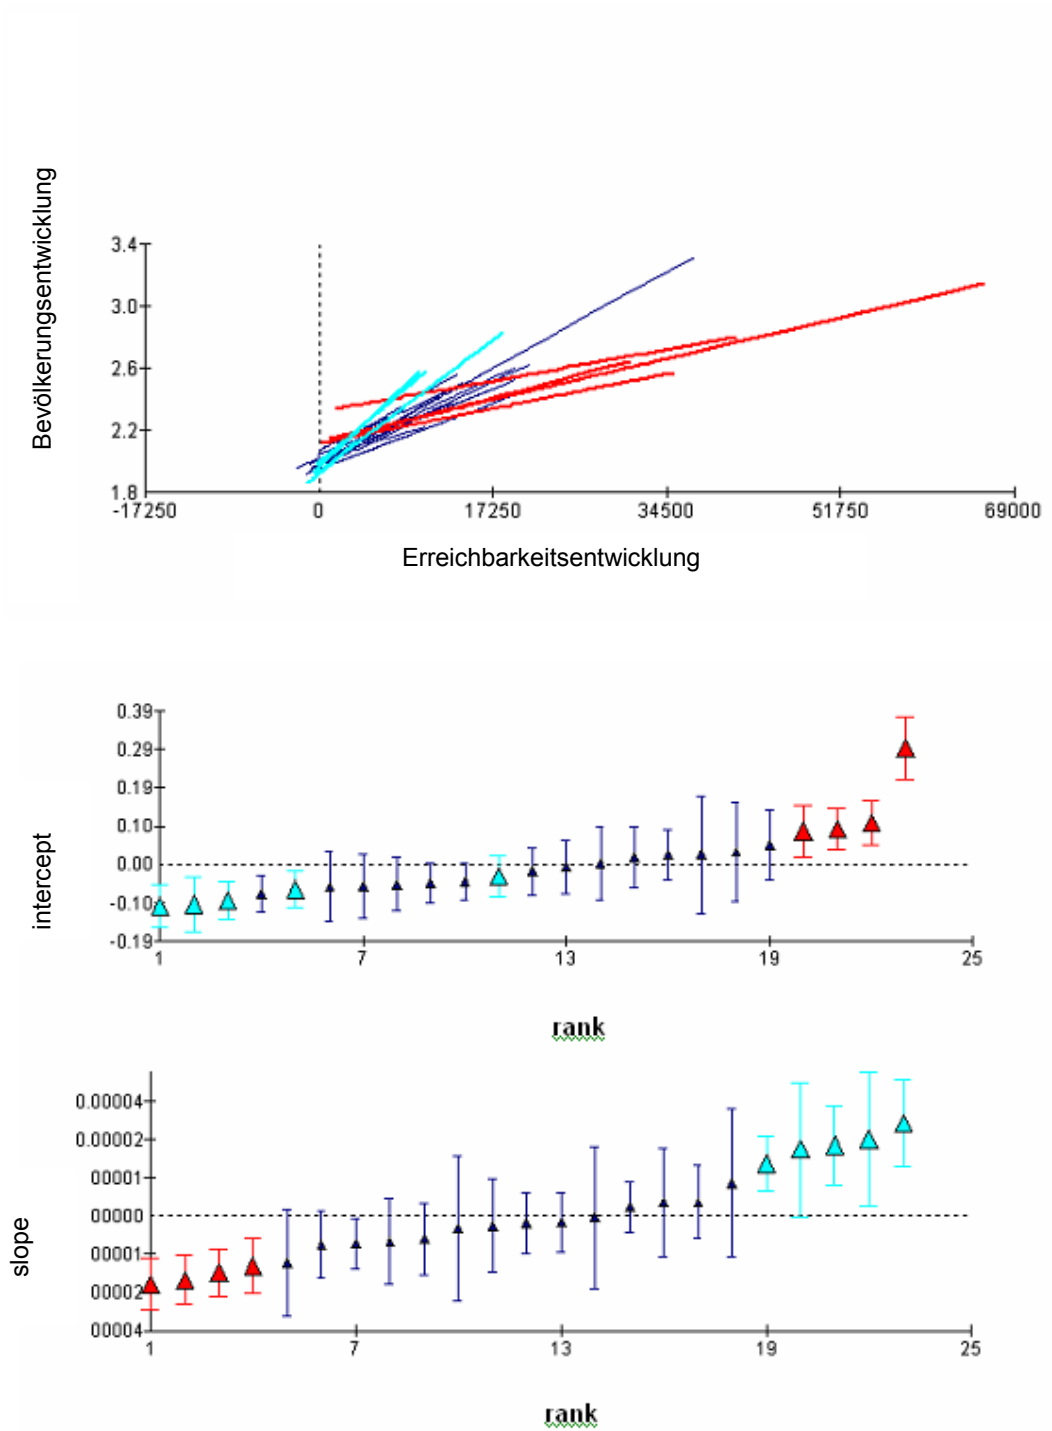 Bevölkerungsentwicklung
3.4
3.0
2.6
2.2
1.8
-17250 0 17250 34500 51750 69000
Erreichbarkeitsentwicklung
intercept
0.39
0.29
0.19
0.10
0.00
-0.10
-0.19
1 7 13 19 25
rank
slope
0.00004
0.00002
0.00001
00000
00001
00002
00004
1 7 13 19 25
rank